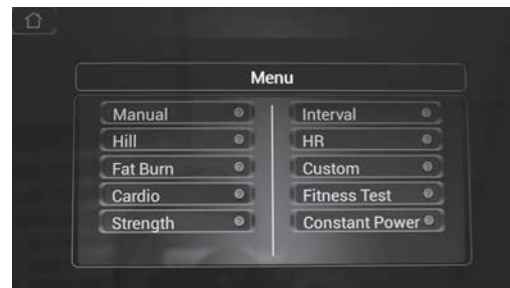 Menu
Manual
Hill
Fat Burn
Cardio
Strength
Interval
HR
Custom
Fitness Test
Constant Power